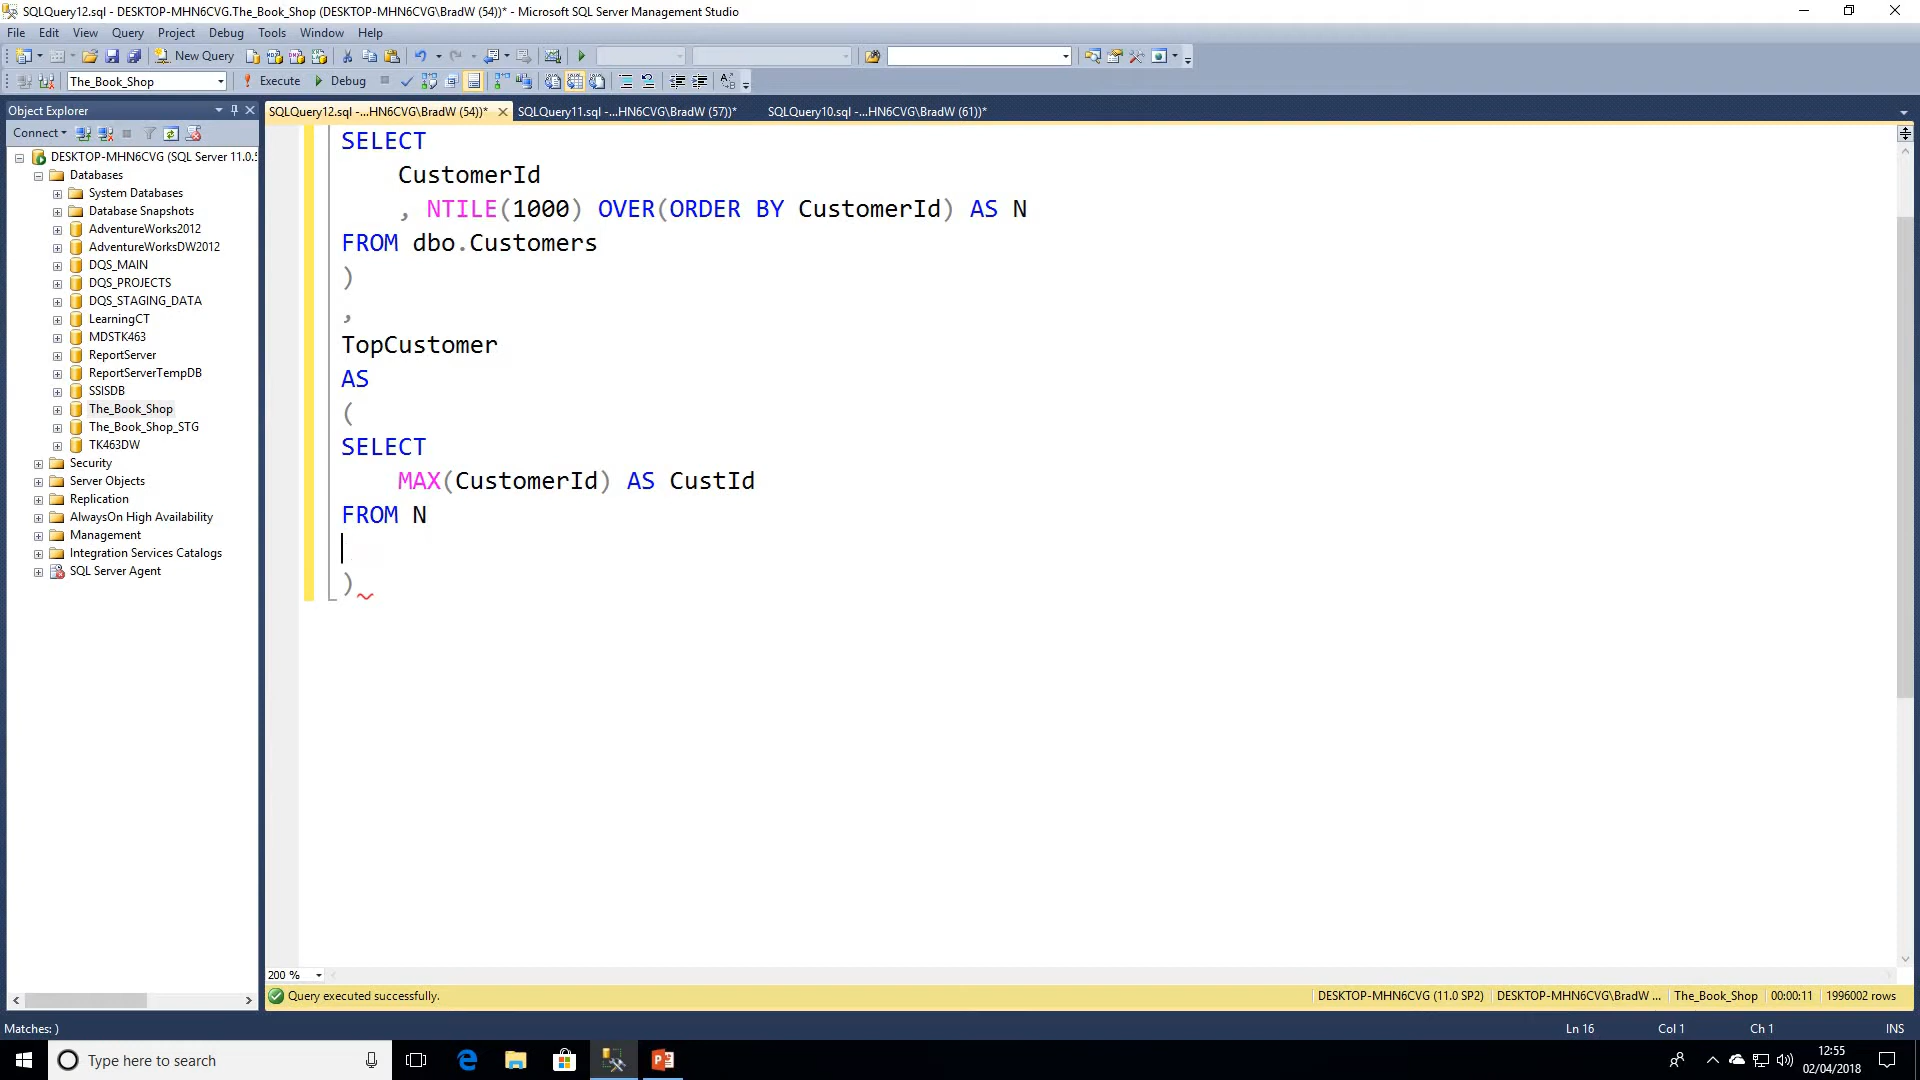 SQLQuery12.sql - DESKTOP-MHN6CVG.The_Book_Shop (DESKTOP-MHN6CVG\BradW (54))* - Microsoft SQL Server Management Studio
File Edit View Query Project Debug Tools Window Help
New Query
The_Book_Shop
Execute
Debug
Object Explorer
SQLQuery12.sql -...HN6CVG\BradW (54))*
SQLQuery11.sql -...HN6CVG\BradW (57))*
SQLQuery10.sql -...HN6CVG\BradW (61))*
Connect
DESKTOP-MHN6CVG (SQL Server 11.0.5
Databases
System Databases
Database Snapshots
AdventureWorks2012
AdventureWorksDW2012
DQS_MAIN
DQS_PROJECTS
DQS_STAGING_DATA
LearningCT
MDSTK463
ReportServer
ReportServerTempDB
SSISDB
The_Book_Shop
The_Book_Shop_STG
TK463DW
Security
Server Objects
Replication
AlwaysOn High Availability
Management
Integration Services Catalogs
SQL Server Agent
SELECT
CustomerId
, NTILE(1000) OVER(ORDER BY CustomerId) AS N
FROM dbo.Customers
)
,
TopCustomer
AS
(
SELECT
MAX(CustomerId) AS CustId
FROM N
)
200 %
Query executed successfully.
DESKTOP-MHN6CVG (11.0 SP2)
DESKTOP-MHN6CVG\BradW ...
The_Book_Shop
00:00:11
1996002 rows
Matches: )
Ln 16
Col 1
Ch 1
INS
Type here to search
12:55
02/04/2018